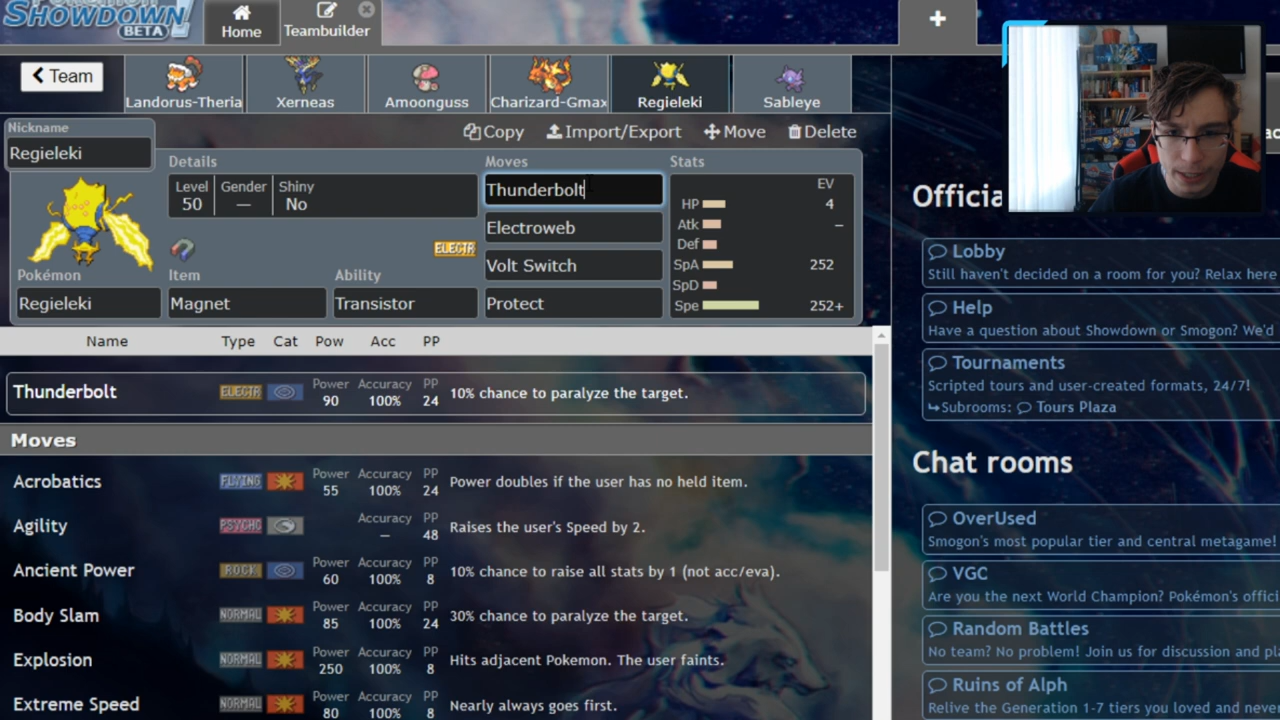 SHOWDOWN!
BETA
Home
Teambuilder
+
Team
Landorus-Theria
Xerneas
Amoonguss
Charizard-Gmax
Regieleki
Sableye
Copy
Import/Export
Move
Delete
Nickname
Regieleki
Details
Moves
Stats
Level
50
Gender
—
Shiny
No
Thunderbolt
Electroweb
Volt Switch
Protect
EV
HP 4
Atk –
Def
SpA 252
SpD
Spe 252+
ELECTR
Pokémon
Item
Ability
Regieleki
Magnet
Transistor
Name Type Cat Pow Acc PP
Thunderbolt ELECTR Power 90 Accuracy 100% PP 24 10% chance to paralyze the target.
Moves
Acrobatics FLYING Power 55 Accuracy 100% PP 24 Power doubles if the user has no held item.
Agility PSYCHC Accuracy — PP 48 Raises the user's Speed by 2.
Ancient Power ROCK Power 60 Accuracy 100% PP 8 10% chance to raise all stats by 1 (not acc/eva).
Body Slam NORMAL Power 85 Accuracy 100% PP 24 30% chance to paralyze the target.
Explosion NORMAL Power 250 Accuracy 100% PP 8 Hits adjacent Pokemon. The user faints.
Extreme Speed NORMAL Power 80 Accuracy 100% PP 8 Nearly always goes first.
Officia
Lobby
Still haven't decided on a room for you? Relax here
Help
Have a question about Showdown or Smogon? We'd
Tournaments
Scripted tours and user-created formats, 24/7!
↳Subrooms: Tours Plaza
Chat rooms
OverUsed
Smogon's most popular tier and central metagame!
VGC
Are you the next World Champion? Pokémon's offici
Random Battles
No team? No problem! Join us for discussion and pl
Ruins of Alph
Relive the Generation 1-7 tiers you loved and never